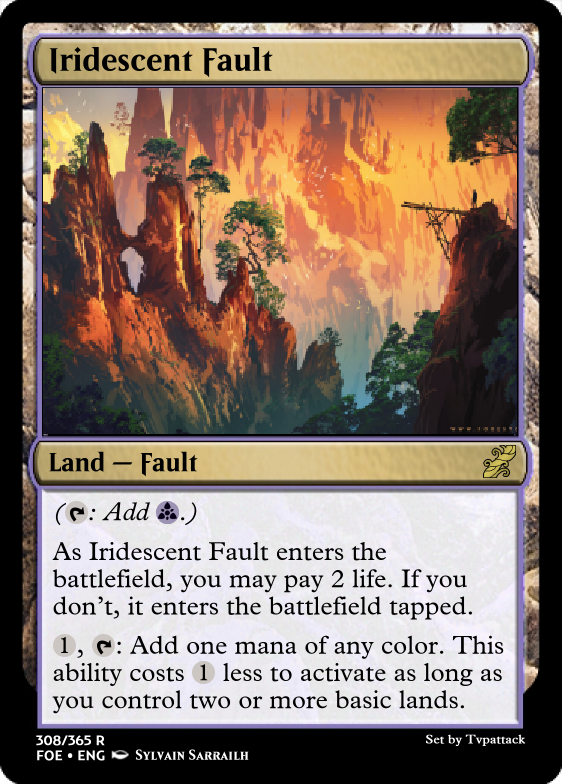 Iridescent Fault
Land — Fault
(: Add .)
As Iridescent Fault enters the
battlefield, you may pay 2 life. If you
don't, it enters the battlefield tapped.
1, : Add one mana of any color. This
ability costs 1 less to activate as long as
you control two or more basic lands.
308/365 R
Set by Tvpattack
FOE • ENG SYLVAIN SARRAILH